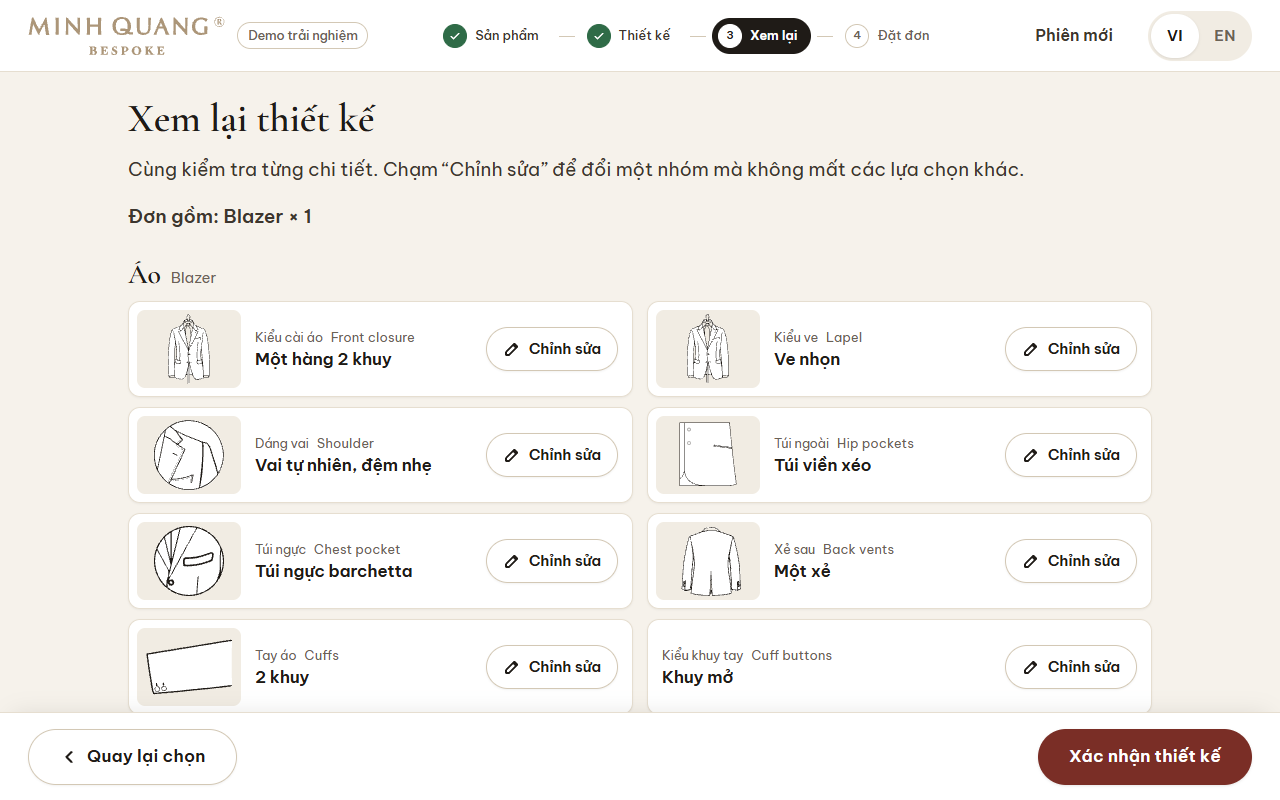 MINH QUANG®
BESPOKE
Demo trải nghiệm
Sản phẩm
Thiết kế
3 Xem lại
4 Đặt đơn
Phiên mới
VI
EN
Xem lại thiết kế
Cùng kiểm tra từng chi tiết. Chạm “Chỉnh sửa” để đổi một nhóm mà không mất các lựa chọn khác.
Đơn gồm: Blazer × 1
Áo Blazer
Kiểu cài áo Front closure
Một hàng 2 khuy
Chỉnh sửa
Kiểu ve Lapel
Ve nhọn
Chỉnh sửa
Dáng vai Shoulder
Vai tự nhiên, đệm nhẹ
Chỉnh sửa
Túi ngoài Hip pockets
Túi viền xéo
Chỉnh sửa
Túi ngực Chest pocket
Túi ngực barchetta
Chỉnh sửa
Xẻ sau Back vents
Một xẻ
Chỉnh sửa
Tay áo Cuffs
2 khuy
Chỉnh sửa
Kiểu khuy tay Cuff buttons
Khuy mở
Chỉnh sửa
Quay lại chọn
Xác nhận thiết kế